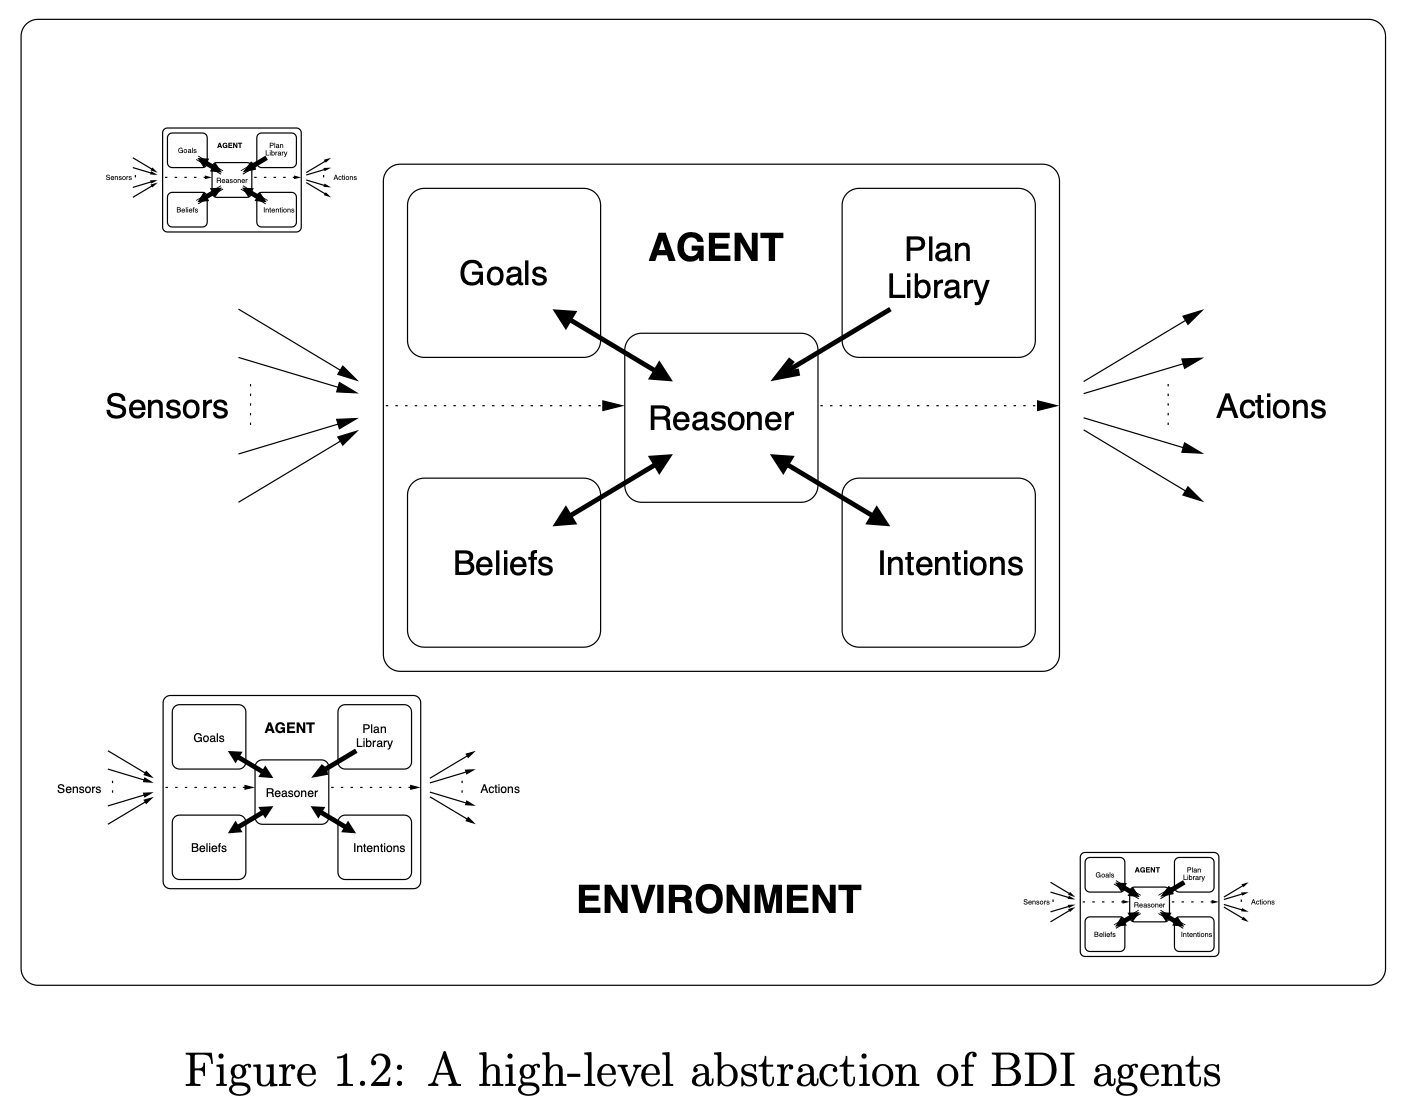 AGENT
Goals
Plan
Library
Sensors
Reasoner
Actions
Beliefs
Intentions
AGENT
Goals
Plan
Library
Sensors
Reasoner
Actions
Beliefs
Intentions
AGENT
Goals
Plan
Library
Sensors
Reasoner
Actions
Beliefs
Intentions
ENVIRONMENT
AGENT
Goals
Plan
Library
Sensors
Reasoner
Actions
Beliefs
Intentions
Figure 1.2: A high-level abstraction of BDI agents